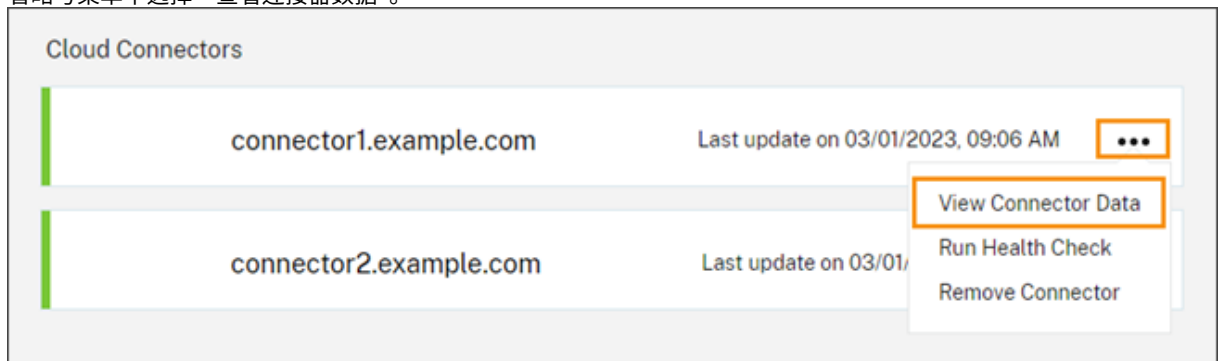 Cloud Connectors
connector1.example.com Last update on 03/01/2023, 09:06 AM
View Connector Data
connector2.example.com Last update on 03/01/
Run Health Check
Remove Connector